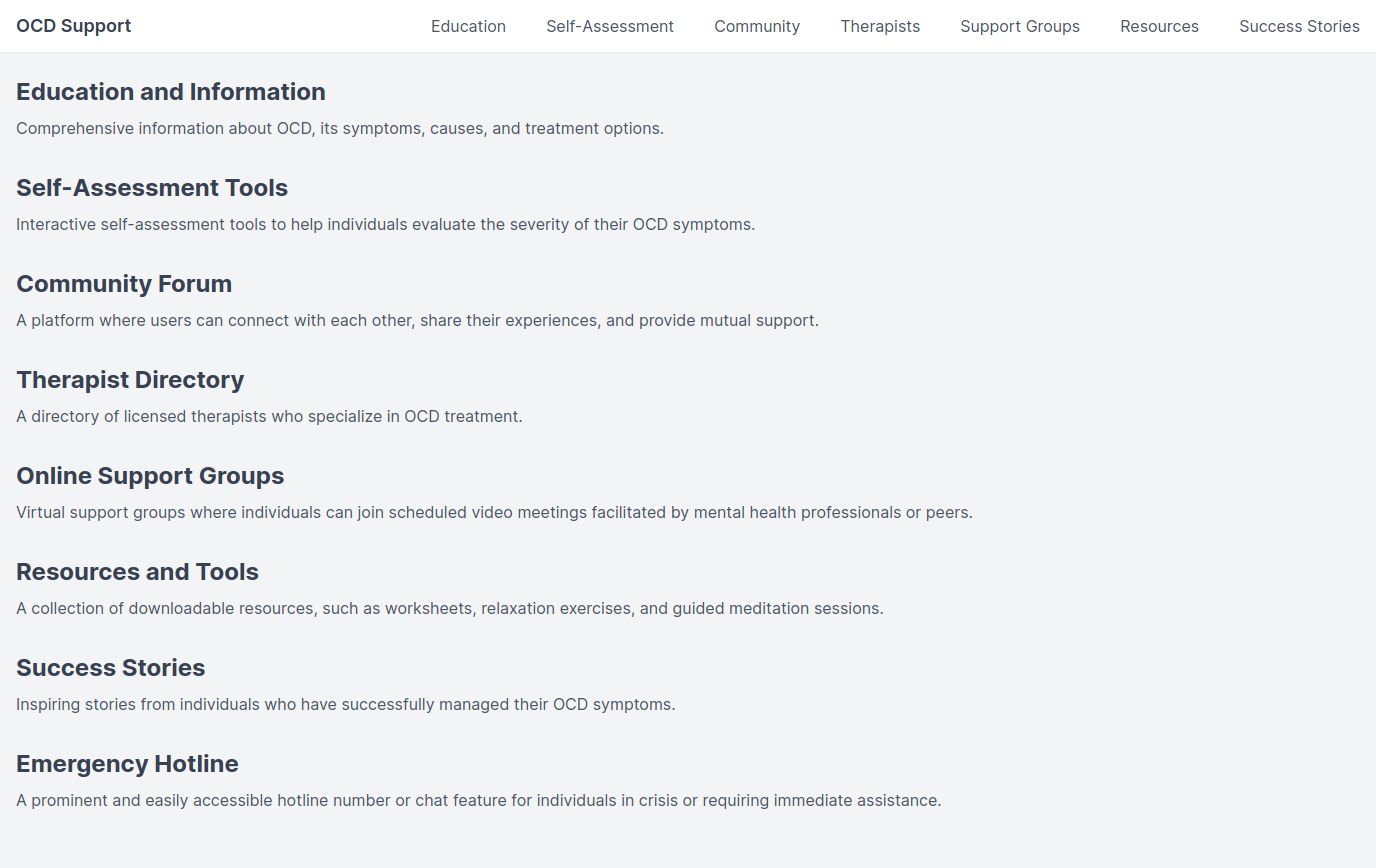 OCD Support
Education
Self-Assessment
Community
Therapists
Support Groups
Resources
Success Stories
Education and Information
Comprehensive information about OCD, its symptoms, causes, and treatment options.
Self-Assessment Tools
Interactive self-assessment tools to help individuals evaluate the severity of their OCD symptoms.
Community Forum
A platform where users can connect with each other, share their experiences, and provide mutual support.
Therapist Directory
A directory of licensed therapists who specialize in OCD treatment.
Online Support Groups
Virtual support groups where individuals can join scheduled video meetings facilitated by mental health professionals or peers.
Resources and Tools
A collection of downloadable resources, such as worksheets, relaxation exercises, and guided meditation sessions.
Success Stories
Inspiring stories from individuals who have successfully managed their OCD symptoms.
Emergency Hotline
A prominent and easily accessible hotline number or chat feature for individuals in crisis or requiring immediate assistance.